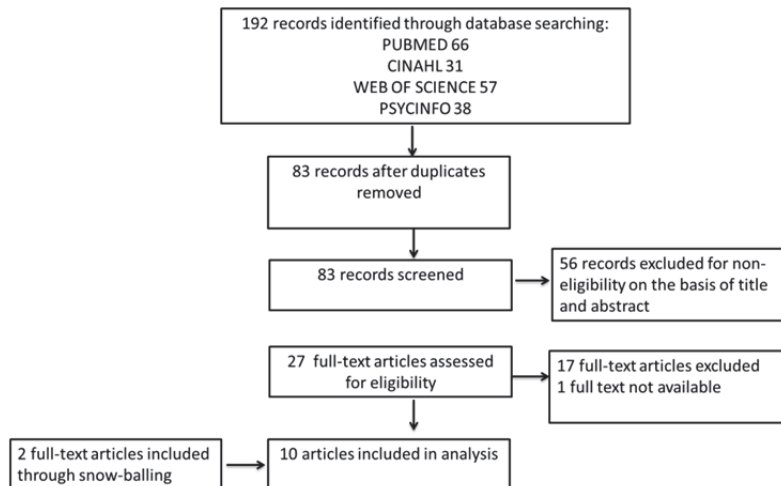 192 records identified through database searching:
PUBMED 66
CINAHL 31
WEB OF SCIENCE 57
PSYCINFO 38
83 records after duplicates
removed
83 records screened
56 records excluded for non-
eligibility on the basis of title
and abstract
27 full-text articles assessed
for eligibility
17 full-text articles excluded
1 full text not available
2 full-text articles included
through snow-balling
10 articles included in analysis